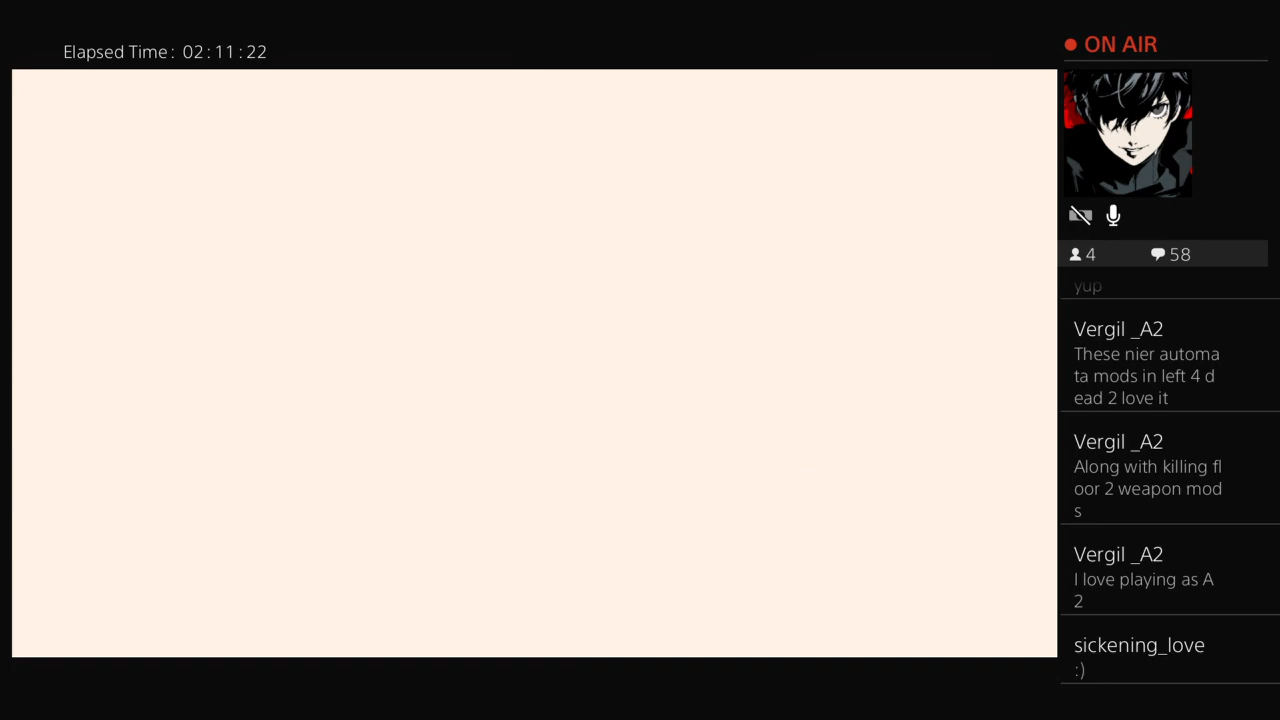 Elapsed Time: 02:11:22
ON AIR
4 58
yup
Vergil _A2
These nier automa
ta mods in left 4 d
ead 2 love it
Vergil _A2
Along with killing fl
oor 2 weapon mod
s
Vergil _A2
I love playing as A
2
sickening_love
:)